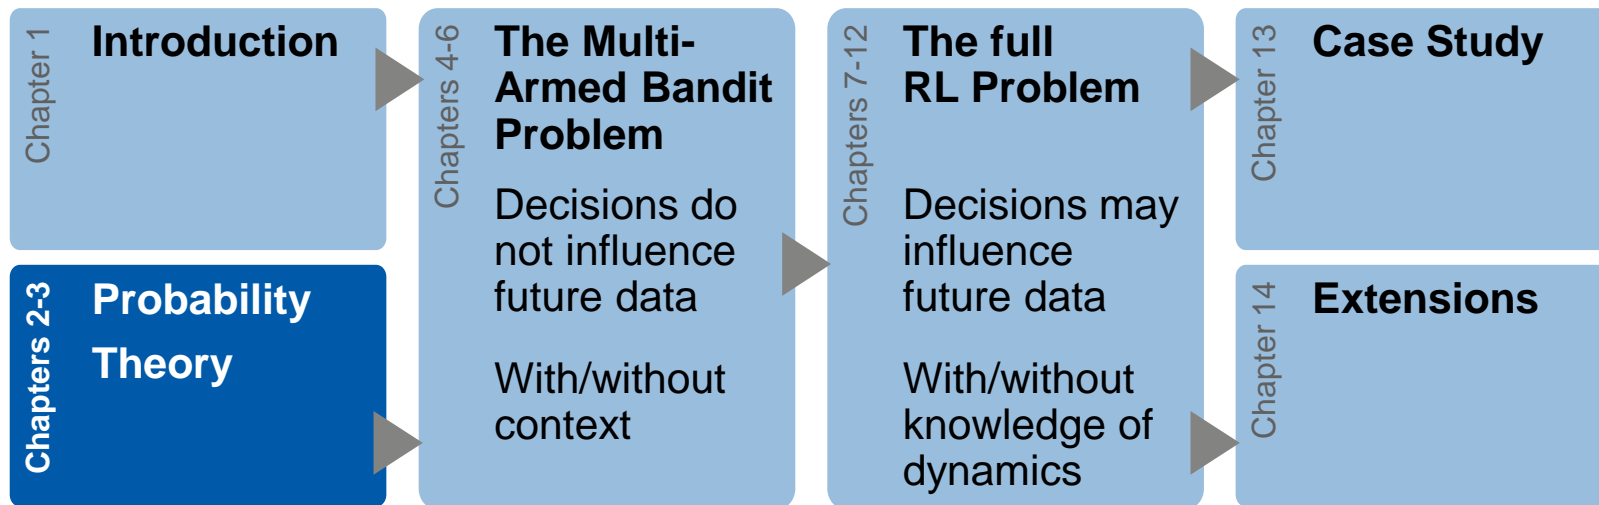 Chapter 1
Introduction
Chapters 2-3
Probability
Theory
Chapters 4-6
The Multi-
Armed Bandit
Problem
Decisions do
not influence
future data
With/without
context
Chapters 7-12
The full
RL Problem
Decisions may
influence
future data
With/without
knowledge of
dynamics
Chapter 13
Case Study
Chapter 14
Extensions